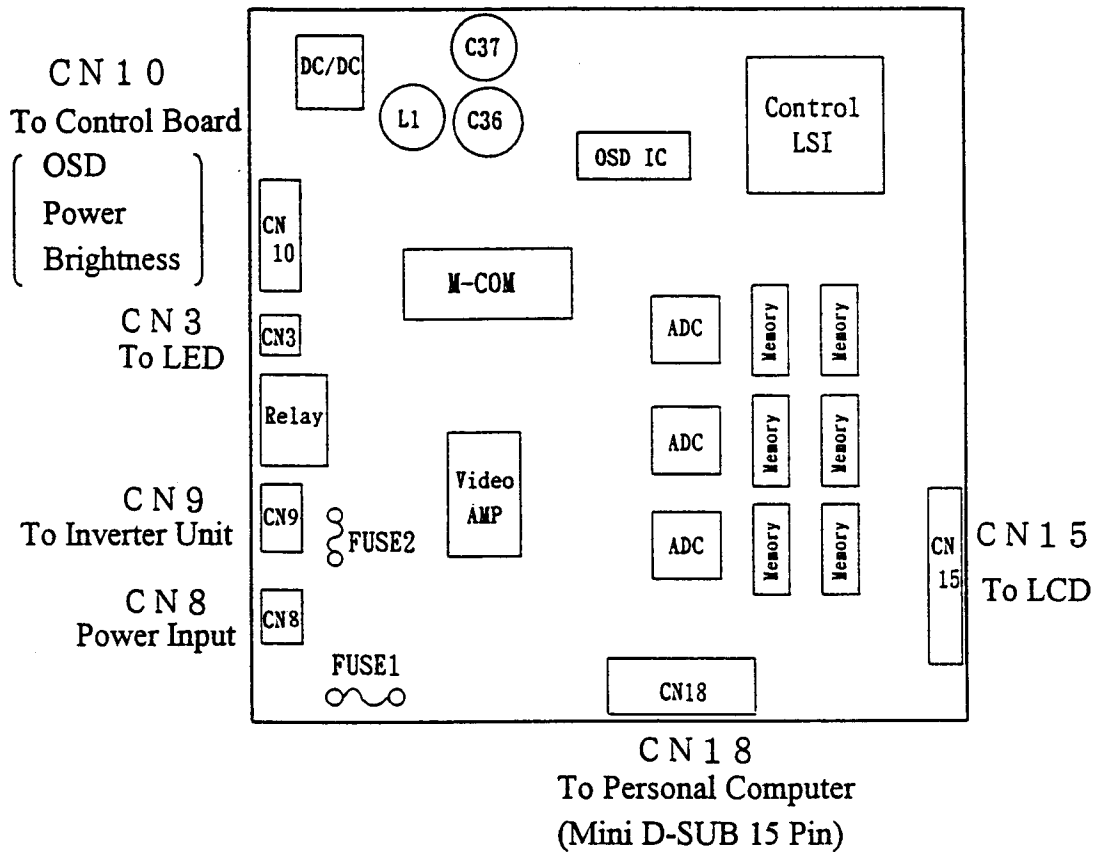 CN10
To Control Board
OSD
Power
Brightness
CN3
To LED
CN9
To Inverter Unit
CN8
Power Input
DC/DC
C37
L1
C36
OSD IC
Control
LSI
CN
10
M-COM
CN3
Relay
ADC
Memory
Memory
ADC
Memory
Memory
ADC
Memory
Memory
Video
AMP
CN9
FUSE2
CN8
FUSE1
CN18
CN
15
CN15
To LCD
CN18
To Personal Computer
(Mini D-SUB 15 Pin)